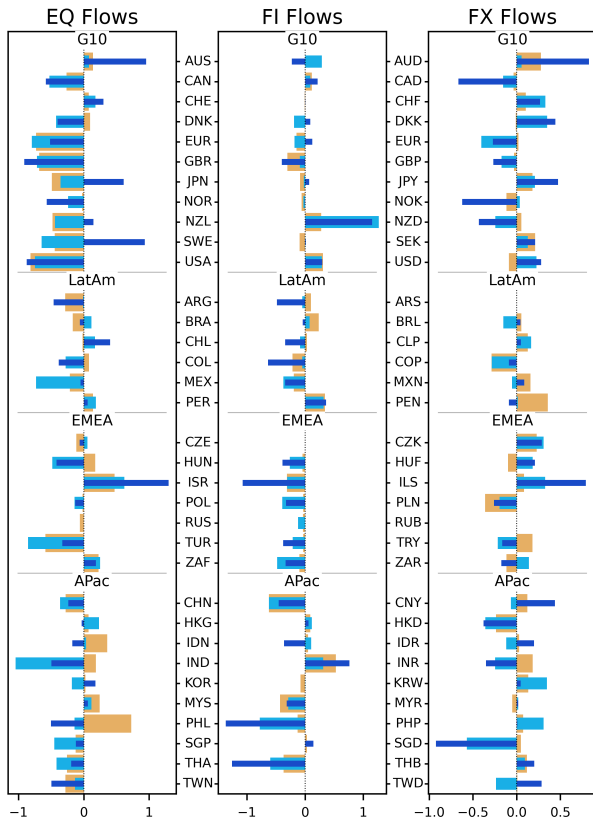 EQ Flows FI Flows FX Flows
G10 G10 G10
AUS AUD
CAN CAD
CHE CHF
DNK DKK
EUR EUR
GBR GBP
JPN JPY
NOR NOK
NZL NZD
SWE SEK
USA USD
LatAm LatAm LatAm
ARG ARS
BRA BRL
CHL CLP
COL COP
MEX MXN
PER PEN
EMEA EMEA EMEA
CZE CZK
HUN HUF
ISR ILS
POL PLN
RUS RUB
TUR TRY
ZAF ZAR
APac APac APac
CHN CNY
HKG HKD
IDN IDR
IND INR
KOR KRW
MYS MYR
PHL PHP
SGP SGD
THA THB
TWN TWD
−1 0 1 −1 0 1 −1.0 −0.5 0.0 0.5